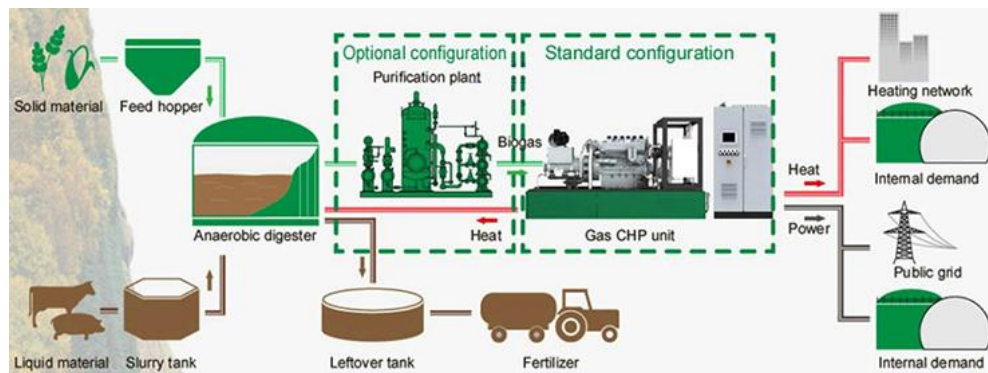 Optional configuration
Standard configuration
Purification plant
Solid material
Feed hopper
Heating network
Biogas
Heat
Internal demand
Anaerobic digester
Heat
Gas CHP unit
Power
Public grid
Liquid material
Slurry tank
Leftover tank
Fertilizer
Internal demand